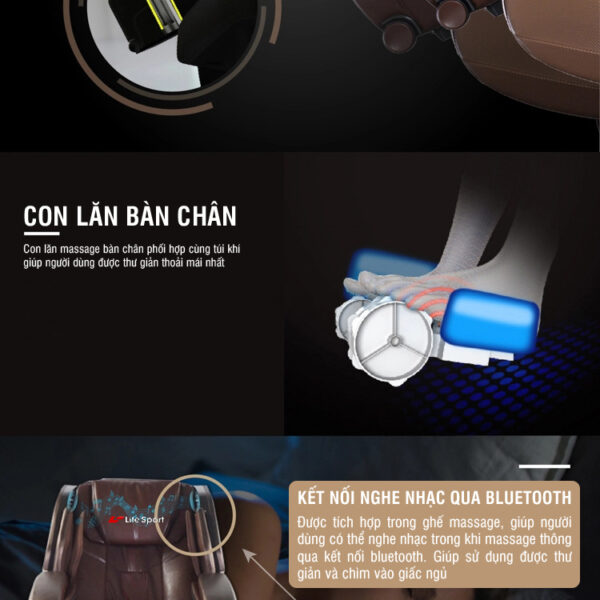 CON LĂN BÀN CHÂN
Con lăn massage bàn chân phối hợp cùng túi khí
giúp người dùng được thư giản thoải mái nhất
Life Sport
KẾT NỐI NGHE NHẠC QUA BLUETOOTH
Được tích hợp trong ghế massage, giúp người
dùng có thể nghe nhạc trong khi massage thông
qua kết nối bluetooth. Giúp sử dụng được thư
giản và chìm vào giấc ngủ